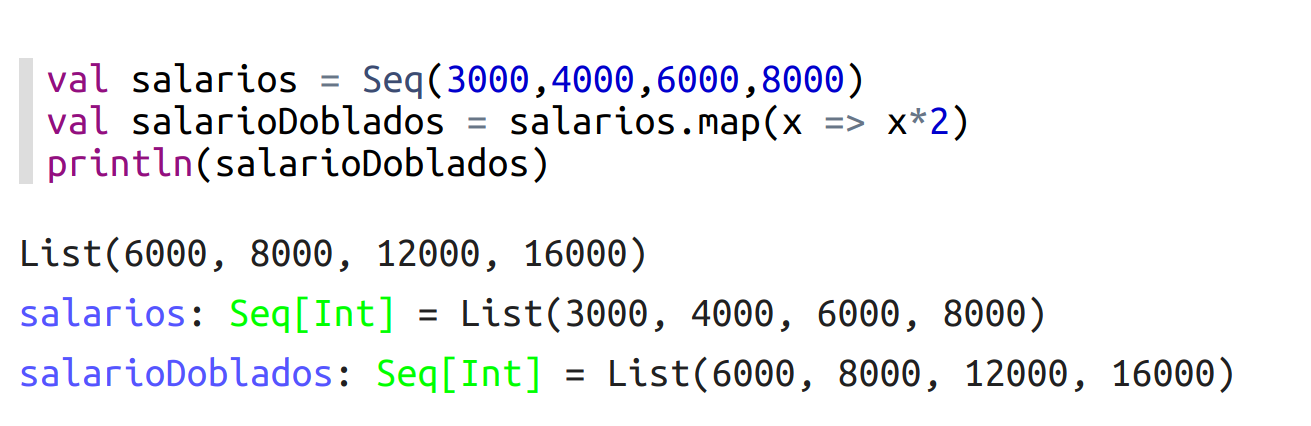 val salarios = Seq(3000,4000,6000,8000)
val salarioDoblados = salarios.map(x => x*2)
println(salarioDoblados)
List(6000, 8000, 12000, 16000)
salarios: Seq[Int] = List(3000, 4000, 6000, 8000)
salarioDoblados: Seq[Int] = List(6000, 8000, 12000, 16000)